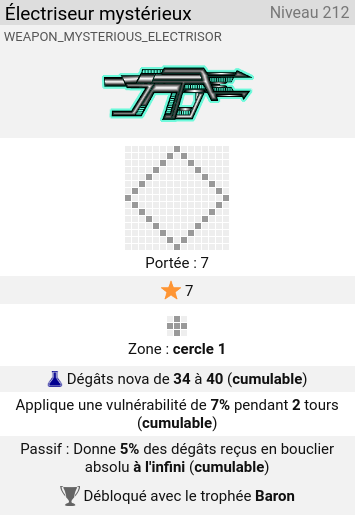 Électriseur mystérieux
Niveau 212
WEAPON_MYSTERIOUS_ELECTRISOR
Portée : 7
7
Zone : cercle 1
Dégâts nova de 34 à 40 (cumulable)
Applique une vulnérabilité de 7% pendant 2 tours
(cumulable)
Passif : Donne 5% des dégâts reçus en bouclier
absolu à l'infini (cumulable)
Débloqué avec le trophée Baron